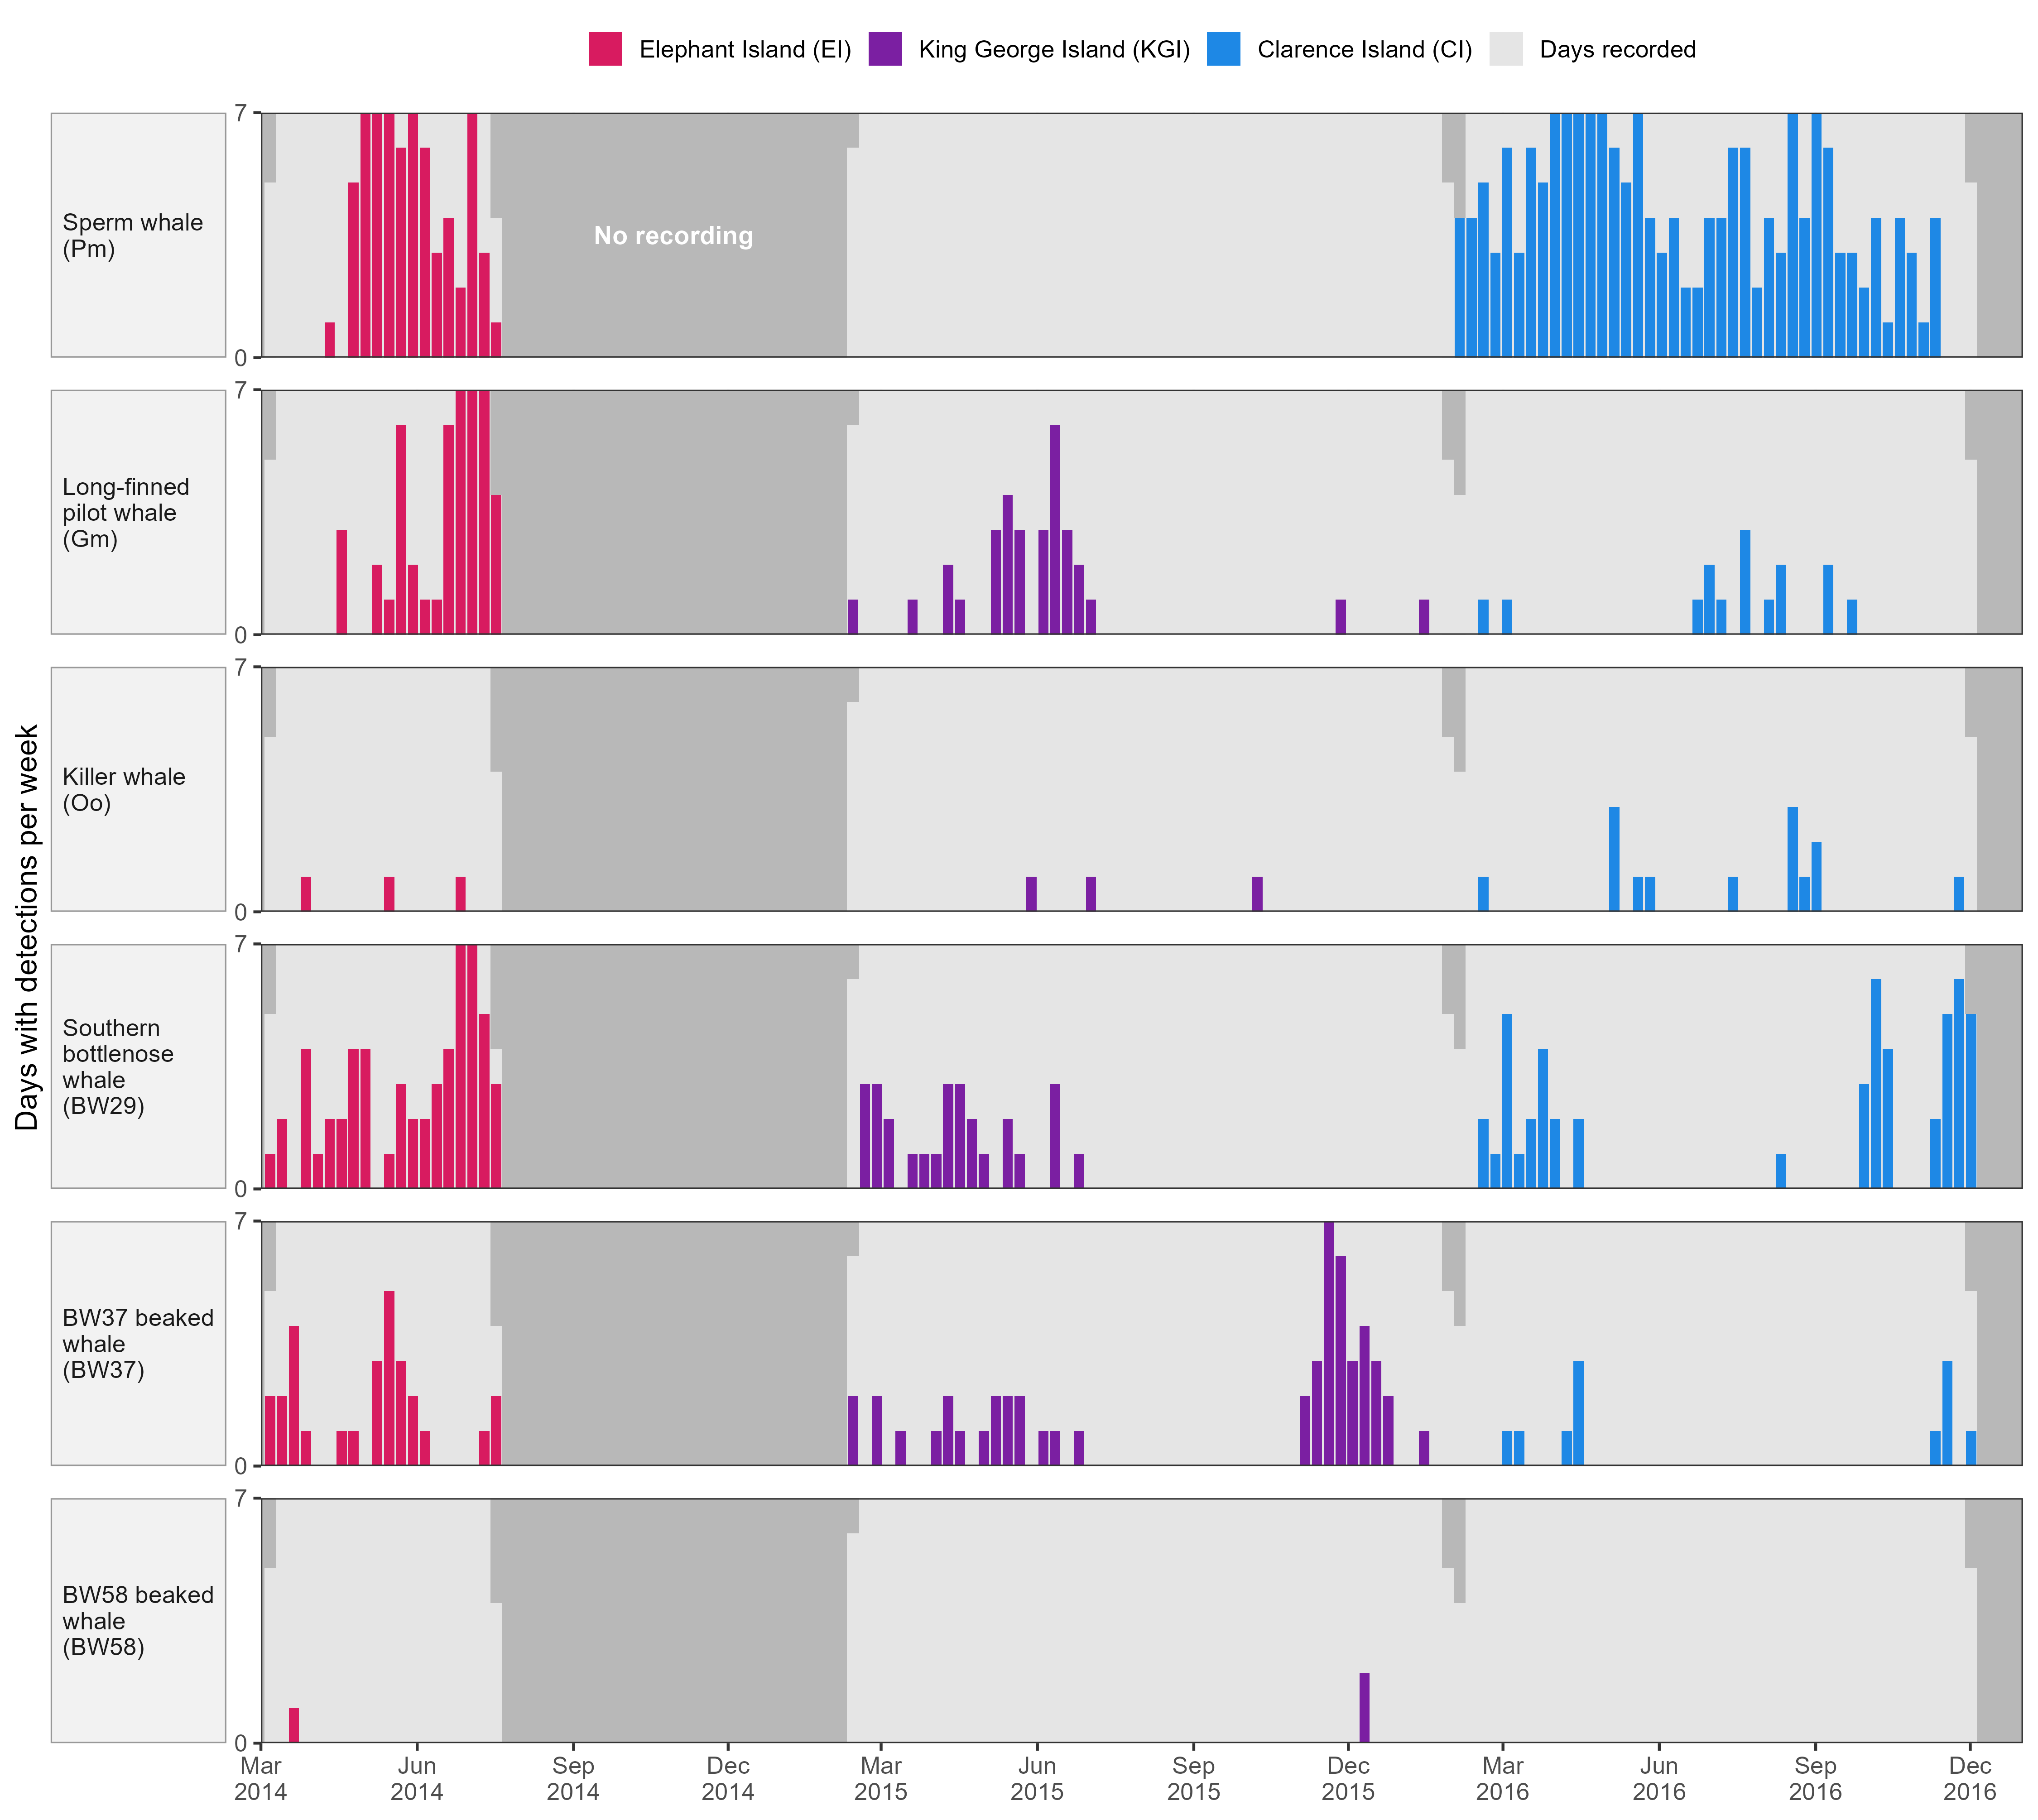 Elephant Island (EI) King George Island (KGI) Clarence Island (CI) Days recorded
Days with detections per week
7
Sperm whale
(Pm)
No recording
0
7
Long-finned
pilot whale
(Gm)
0
7
Killer whale
(Oo)
0
7
Southern
bottlenose
whale
(BW29)
0
7
BW37 beaked
whale
(BW37)
0
7
BW58 beaked
whale
(BW58)
0
Mar Jun Sep Dec Mar Jun Sep Dec Mar Jun Sep Dec
2014 2014 2014 2014 2015 2015 2015 2015 2016 2016 2016 2016